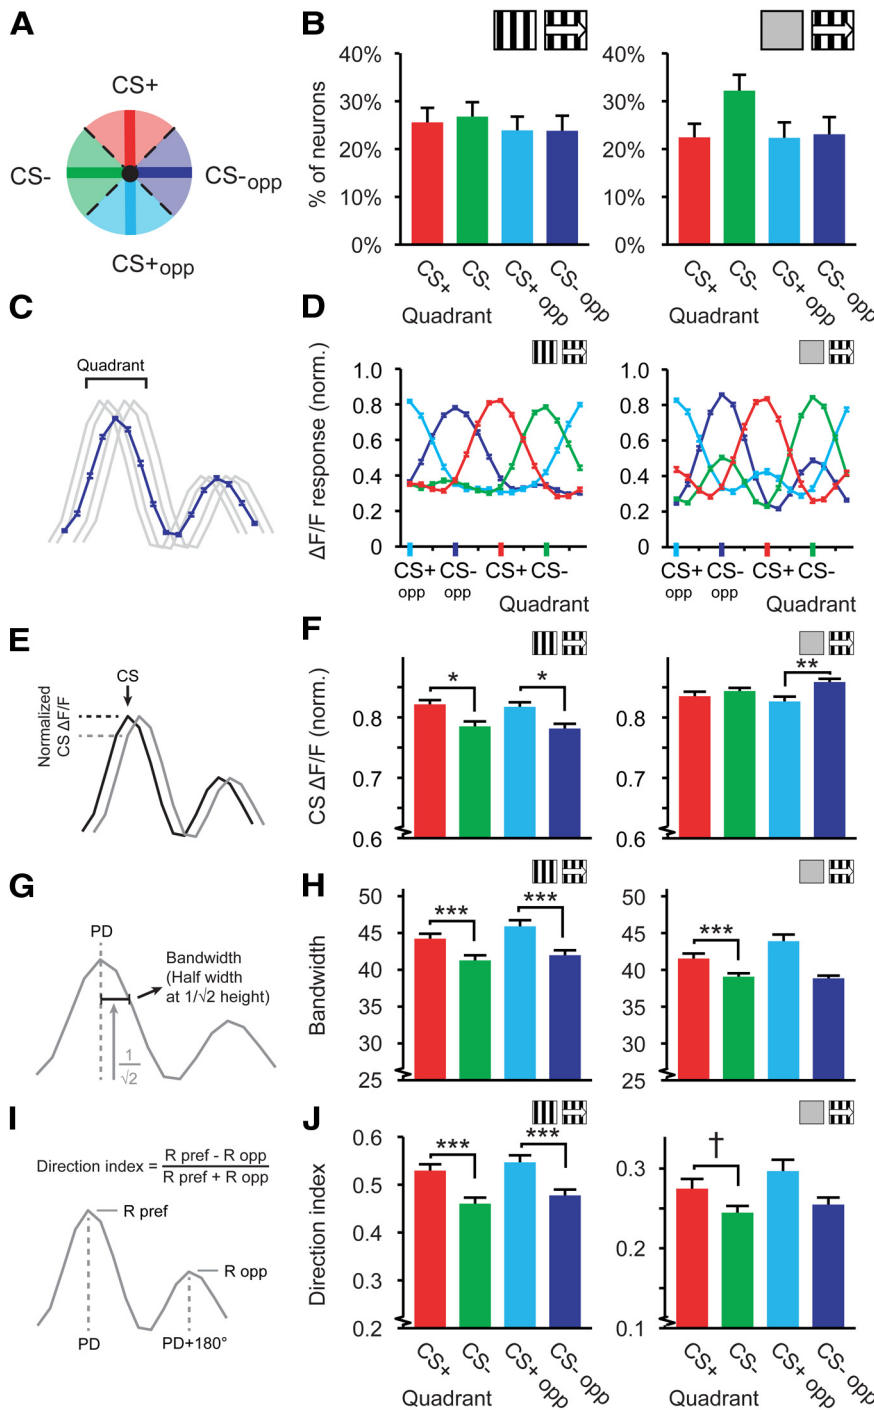 A
CS+
CS-
CS-opp
CS+opp
B
% of neurons
40%
30%
20%
10%
0%
CS+
CS-
CS+ opp
CS- opp
Quadrant
40%
30%
20%
10%
0%
CS+
CS-
CS+ opp
CS- opp
Quadrant
C
Quadrant
D
ΔF/F response (norm.)
1.0
0.8
0.6
0.4
0.2
0
CS+ opp
CS- opp
CS+
CS-
Quadrant
1.0
0.8
0.6
0.4
0.2
0
CS+ opp
CS- opp
CS+
CS-
Quadrant
E
CS
Normalized
CS ΔF/F
F
CS ΔF/F (norm.)
0.8
0.7
0.6
*
*
0.8
0.7
0.6
**
G
PD
Bandwidth
(Half width
at 1/√2 height)
1
√2
H
Bandwidth
50
45
40
35
30
25
***
***
50
45
40
35
30
25
***
I
Direction index = R pref - R opp
R pref + R opp
R pref
R opp
PD
PD+180°
J
Direction index
0.6
0.5
0.4
0.3
0.2
***
***
CS+
CS-
CS+ opp
CS- opp
Quadrant
0.3
0.2
0.1
†
CS+
CS-
CS+ opp
CS- opp
Quadrant